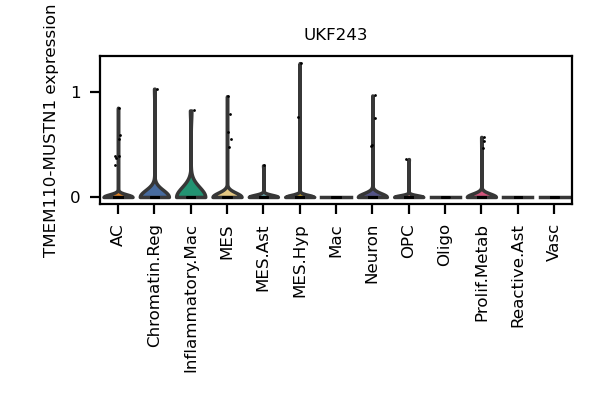 UKF243
TMEM110-MUSTN1 expression
1
0
AC
Chromatin.Reg
Inflammatory.Mac
MES
MES.Ast
MES.Hyp
Mac
Neuron
OPC
Oligo
Prolif.Metab
Reactive.Ast
Vasc